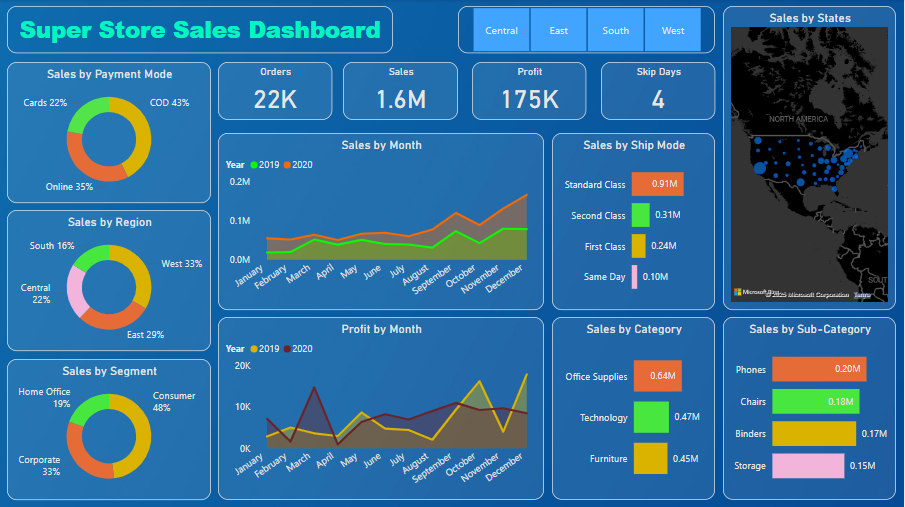 Super Store Sales Dashboard
Central East South West
Sales by States
NORTH AMERICA
SOUT
Microsoft Bing
© 2025 Microsoft Corporation Terms
Sales by Payment Mode
Cards 22%
COD 43%
Online 35%
Orders
22K
Sales
1.6M
Profit
175K
Skip Days
4
Sales by Month
Year 2019 2020
0.2M
0.1M
0.0M
January February March April May June July August September October November December
Sales by Ship Mode
Standard Class 0.91M
Second Class 0.31M
First Class 0.24M
Same Day 0.10M
Sales by Region
South 16%
West 33%
Central
22%
East 29%
Profit by Month
Year 2019 2020
20K
10K
0K
January February March April May June July August September October November December
Sales by Category
Office Supplies 0.64M
Technology 0.47M
Furniture 0.45M
Sales by Sub-Category
Phones 0.20M
Chairs 0.18M
Binders 0.17M
Storage 0.15M
Sales by Segment
Home Office
19%
Consumer
48%
Corporate
33%